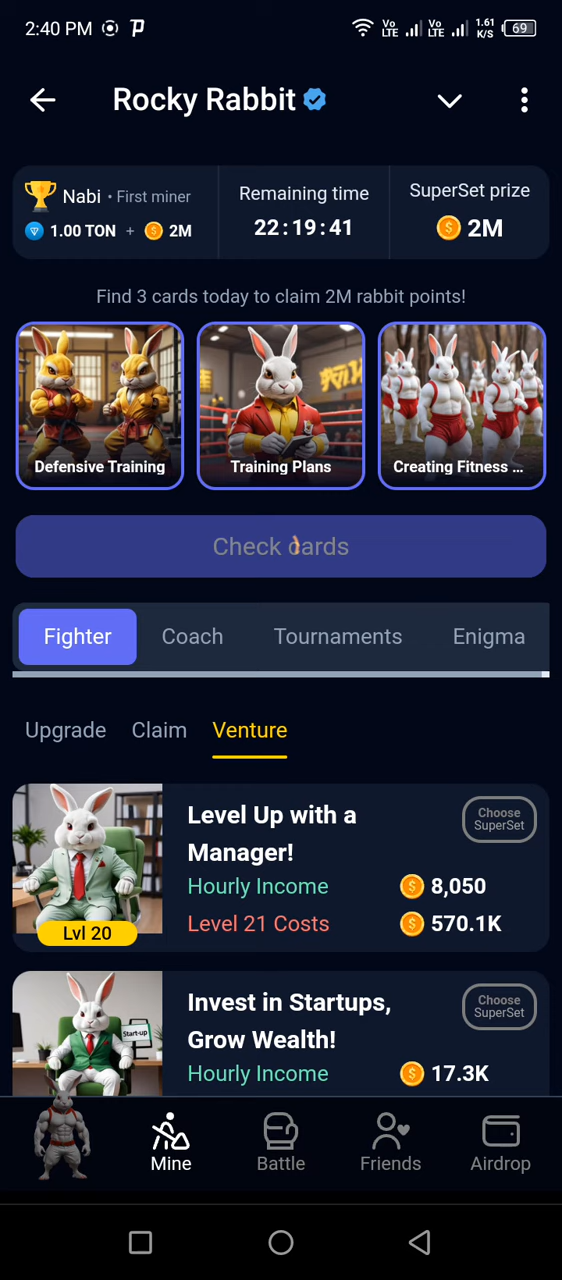 2:40 PM
Vo LTE
Vo LTE
1.61 K/S
69
Rocky Rabbit
Nabi • First miner
1.00 TON + 2M
Remaining time
22:19:41
SuperSet prize
2M
Find 3 cards today to claim 2M rabbit points!
Defensive Training
Training Plans
Creating Fitness ...
Check cards
Fighter
Coach
Tournaments
Enigma
Upgrade
Claim
Venture
Level Up with a
Manager!
Choose
SuperSet
Hourly Income
8,050
Level 21 Costs
570.1K
Lvl 20
Invest in Startups,
Grow Wealth!
Choose
SuperSet
Start-up
Hourly Income
17.3K
Mine
Battle
Friends
Airdrop